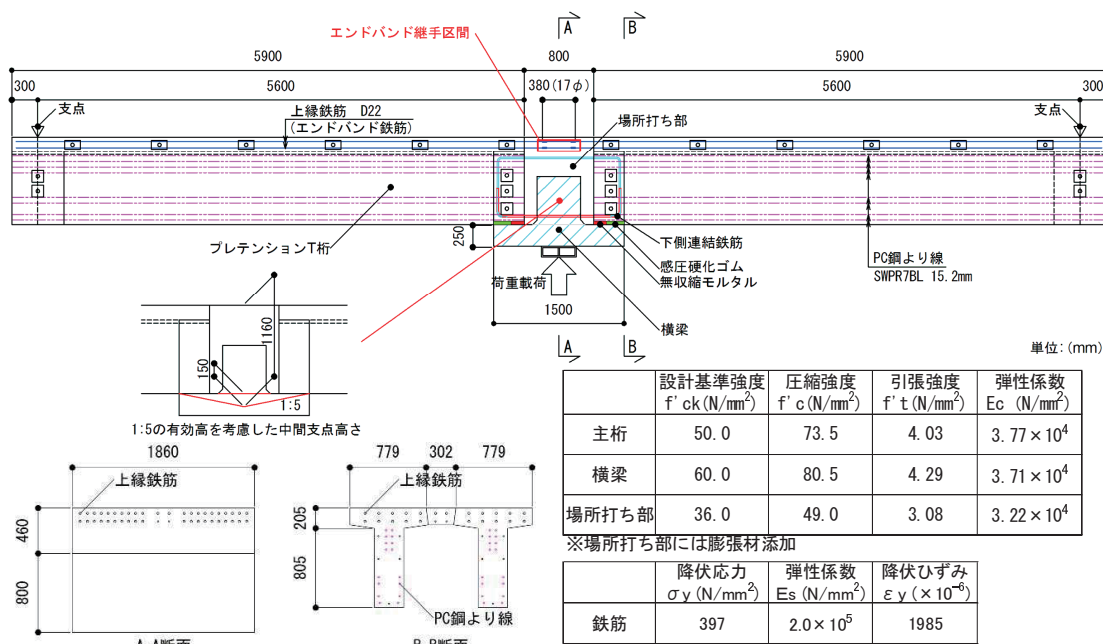 エンドバンド継手区間
A
B
5900
800
5900
300
5600
380(17φ)
5600
300
支点
上縁鉄筋 D22
(エンドバンド鉄筋)
場所打ち部
支点
プレテンションT桁
250
荷重載荷
1500
下側連結鉄筋
感圧硬化ゴム
無収縮モルタル
横梁
PC鋼より線
SWPR7BL 15.2mm
A
B
単位:(mm)
150
1160
1:5
1:5の有効高を考慮した中間支点高さ
1860
上縁鉄筋
460
800
A-A断面
779
302
779
上縁鉄筋
205
805
PC鋼より線
B-B断面
設計基準強度 圧縮強度 引張強度 弾性係数
f'ck(N/mm²) f'c(N/mm²) f't(N/mm²) Ec (N/mm²)
主桁 50.0 73.5 4.03 3.77×10⁴
横梁 60.0 80.5 4.29 3.71×10⁴
場所打ち部 36.0 49.0 3.08 3.22×10⁴
※場所打ち部には膨張材添加
降伏応力 弾性係数 降伏ひずみ
σy(N/mm²) Es(N/mm²) εy(×10⁻⁶)
鉄筋 397 2.0×10⁵ 1985